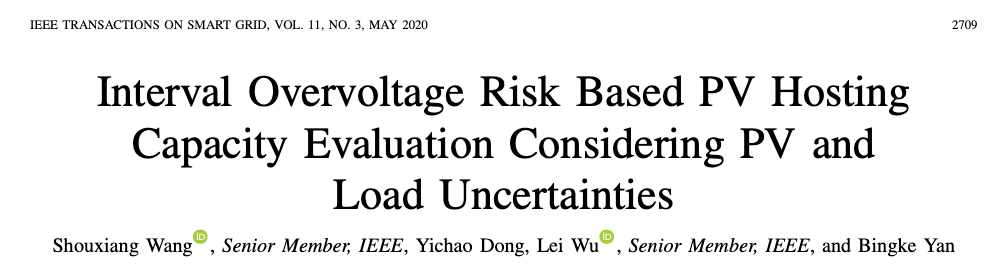 IEEE TRANSACTIONS ON SMART GRID, VOL. 11, NO. 3, MAY 2020 2709
Interval Overvoltage Risk Based PV Hosting
Capacity Evaluation Considering PV and
Load Uncertainties
Shouxiang Wang iD, Senior Member, IEEE, Yichao Dong, Lei Wu iD, Senior Member, IEEE, and Bingke Yan